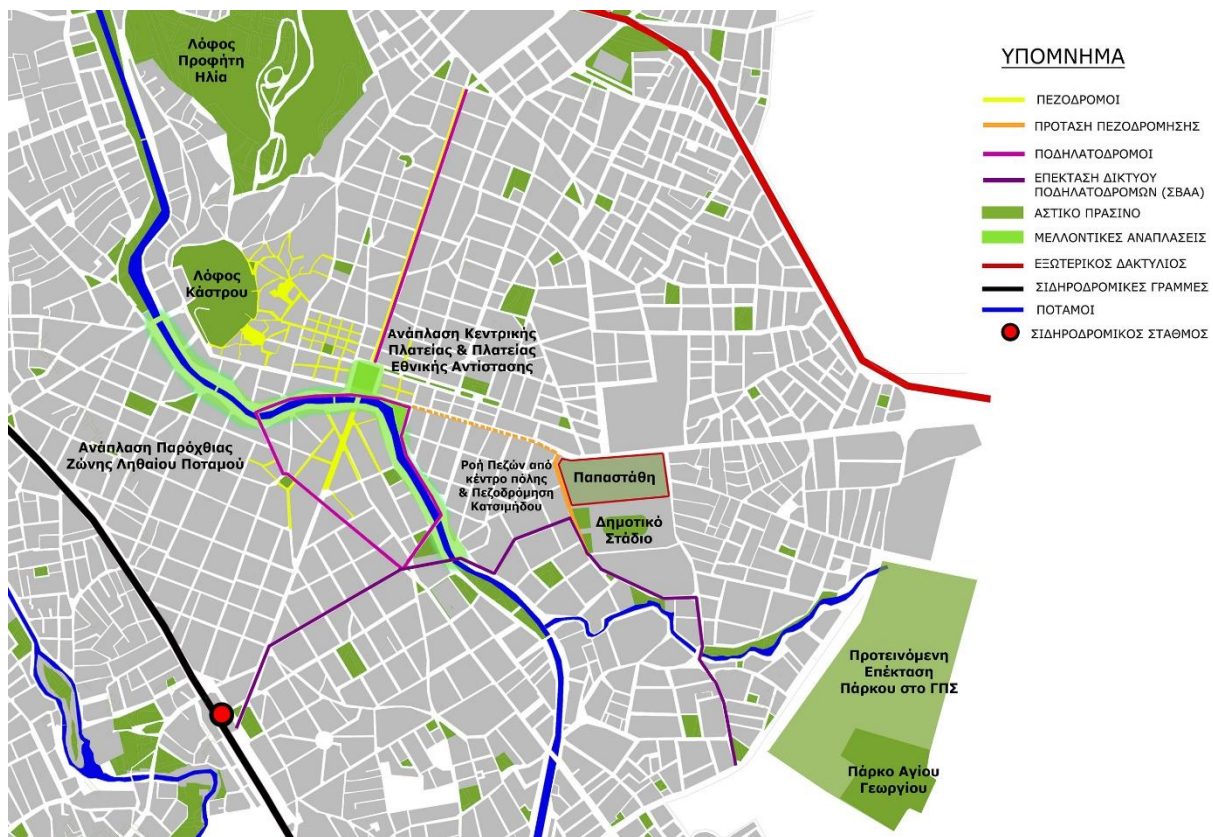 Λόφος
Προφήτη
Ηλία
Λόφος
Κάστρου
Ανάπλαση Κεντρικής
Πλατείας & Πλατείας
Εθνικής Αντίστασης
Ανάπλαση Παρόχθιας
Ζώνης Ληθαίου Ποταμού
Ροή Πεζών από
κέντρο πόλης
& Πεζοδρόμηση
Κατσιμήδου
Παπαστάθη
Δημοτικό
Στάδιο
Προτεινόμενη
Επέκταση
Πάρκου στο ΓΠΣ
Πάρκο Αγίου
Γεωργίου
ΥΠΟΜΝΗΜΑ
ΠΕΖΟΔΡΟΜΟΙ
ΠΡΟΤΑΣΗ ΠΕΖΟΔΡΟΜΗΣΗΣ
ΠΟΔΗΛΑΤΟΔΡΟΜΟΙ
ΕΠΕΚΤΑΣΗ ΔΙΚΤΥΟΥ
ΠΟΔΗΛΑΤΟΔΡΟΜΩΝ (ΣΒΑΑ)
ΑΣΤΙΚΟ ΠΡΑΣΙΝΟ
ΜΕΛΛΟΝΤΙΚΕΣ ΑΝΑΠΛΑΣΕΙΣ
ΕΞΩΤΕΡΙΚΟΣ ΔΑΚΤΥΛΙΟΣ
ΣΙΔΗΡΟΔΡΟΜΙΚΕΣ ΓΡΑΜΜΕΣ
ΠΟΤΑΜΟΙ
ΣΙΔΗΡΟΔΡΟΜΙΚΟΣ ΣΤΑΘΜΟΣ